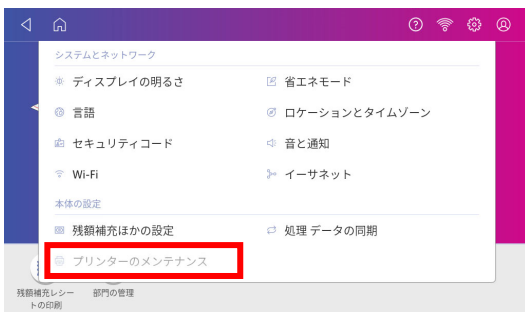 システムとネットワーク
ディスプレイの明るさ
省エネモード
言語
ロケーションとタイムゾーン
セキュリティコード
音と通知
Wi-Fi
イーサネット
本体の設定
残額補充ほかの設定
処理 データの同期
プリンターのメンテナンス
残額補充レシー
トの印刷
部門の管理